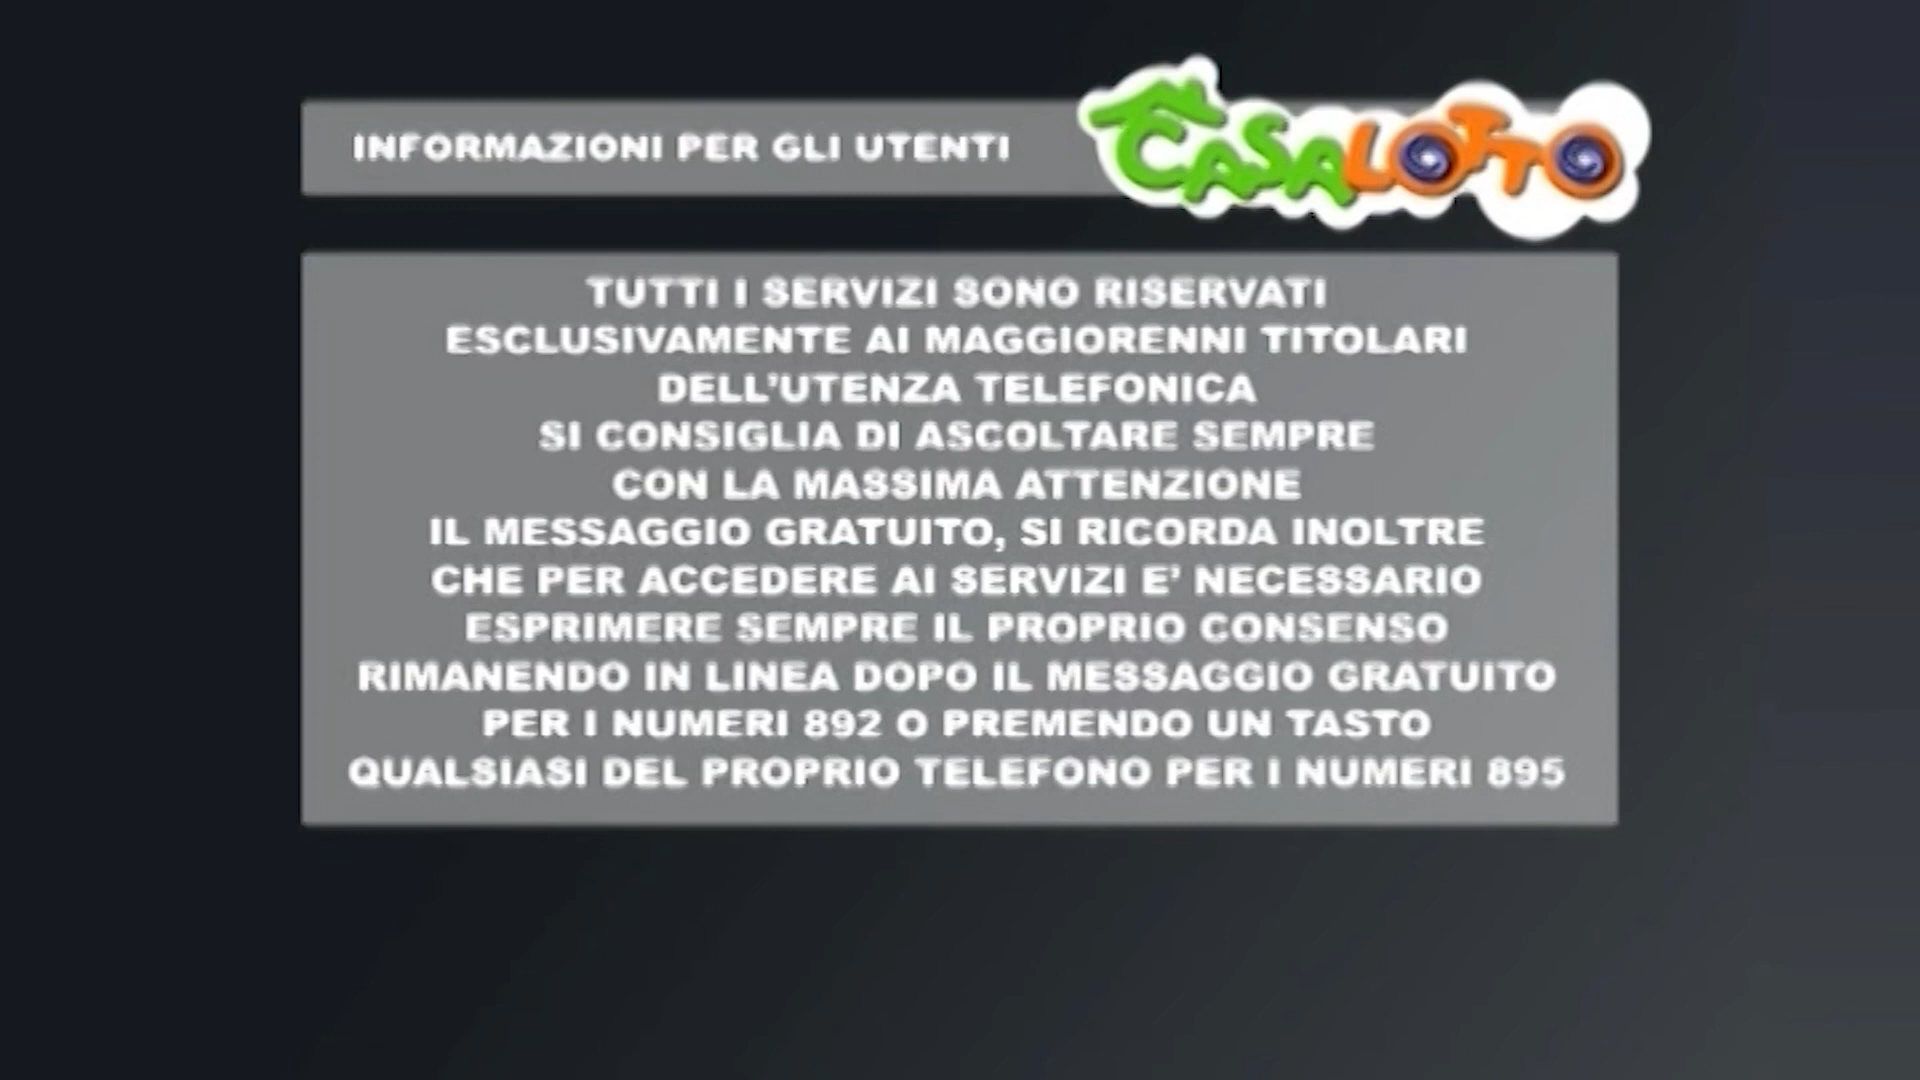 INFORMAZIONI PER GLI UTENTI
CASALOTTO
TUTTI I SERVIZI SONO RISERVATI
ESCLUSIVAMENTE AI MAGGIORENNI TITOLARI
DELL'UTENZA TELEFONICA
SI CONSIGLIA DI ASCOLTARE SEMPRE
CON LA MASSIMA ATTENZIONE
IL MESSAGGIO GRATUITO, SI RICORDA INOLTRE
CHE PER ACCEDERE AI SERVIZI E' NECESSARIO
ESPRIMERE SEMPRE IL PROPRIO CONSENSO
RIMANENDO IN LINEA DOPO IL MESSAGGIO GRATUITO
PER I NUMERI 892 O PREMENDO UN TASTO
QUALSIASI DEL PROPRIO TELEFONO PER I NUMERI 895